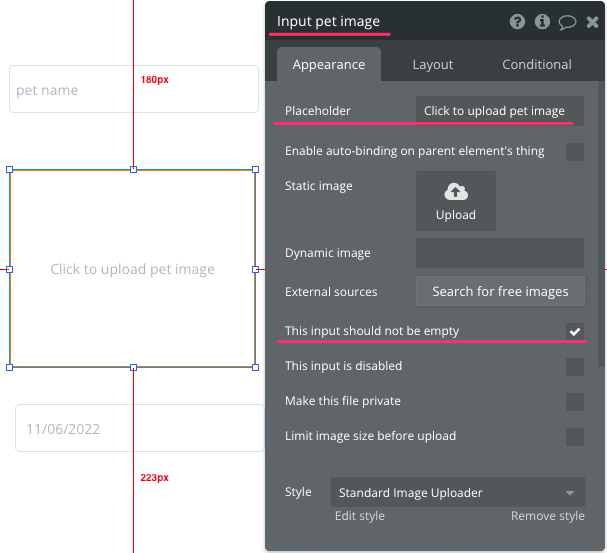 pet name
180px
Click to upload pet image
11/06/2022
223px
Input pet image
Appearance
Layout
Conditional
Placeholder
Click to upload pet image
Enable auto-binding on parent element's thing
Static image
Upload
Dynamic image
External sources
Search for free images
This input should not be empty
This input is disabled
Make this file private
Limit image size before upload
Style
Standard Image Uploader
Edit style
Remove style